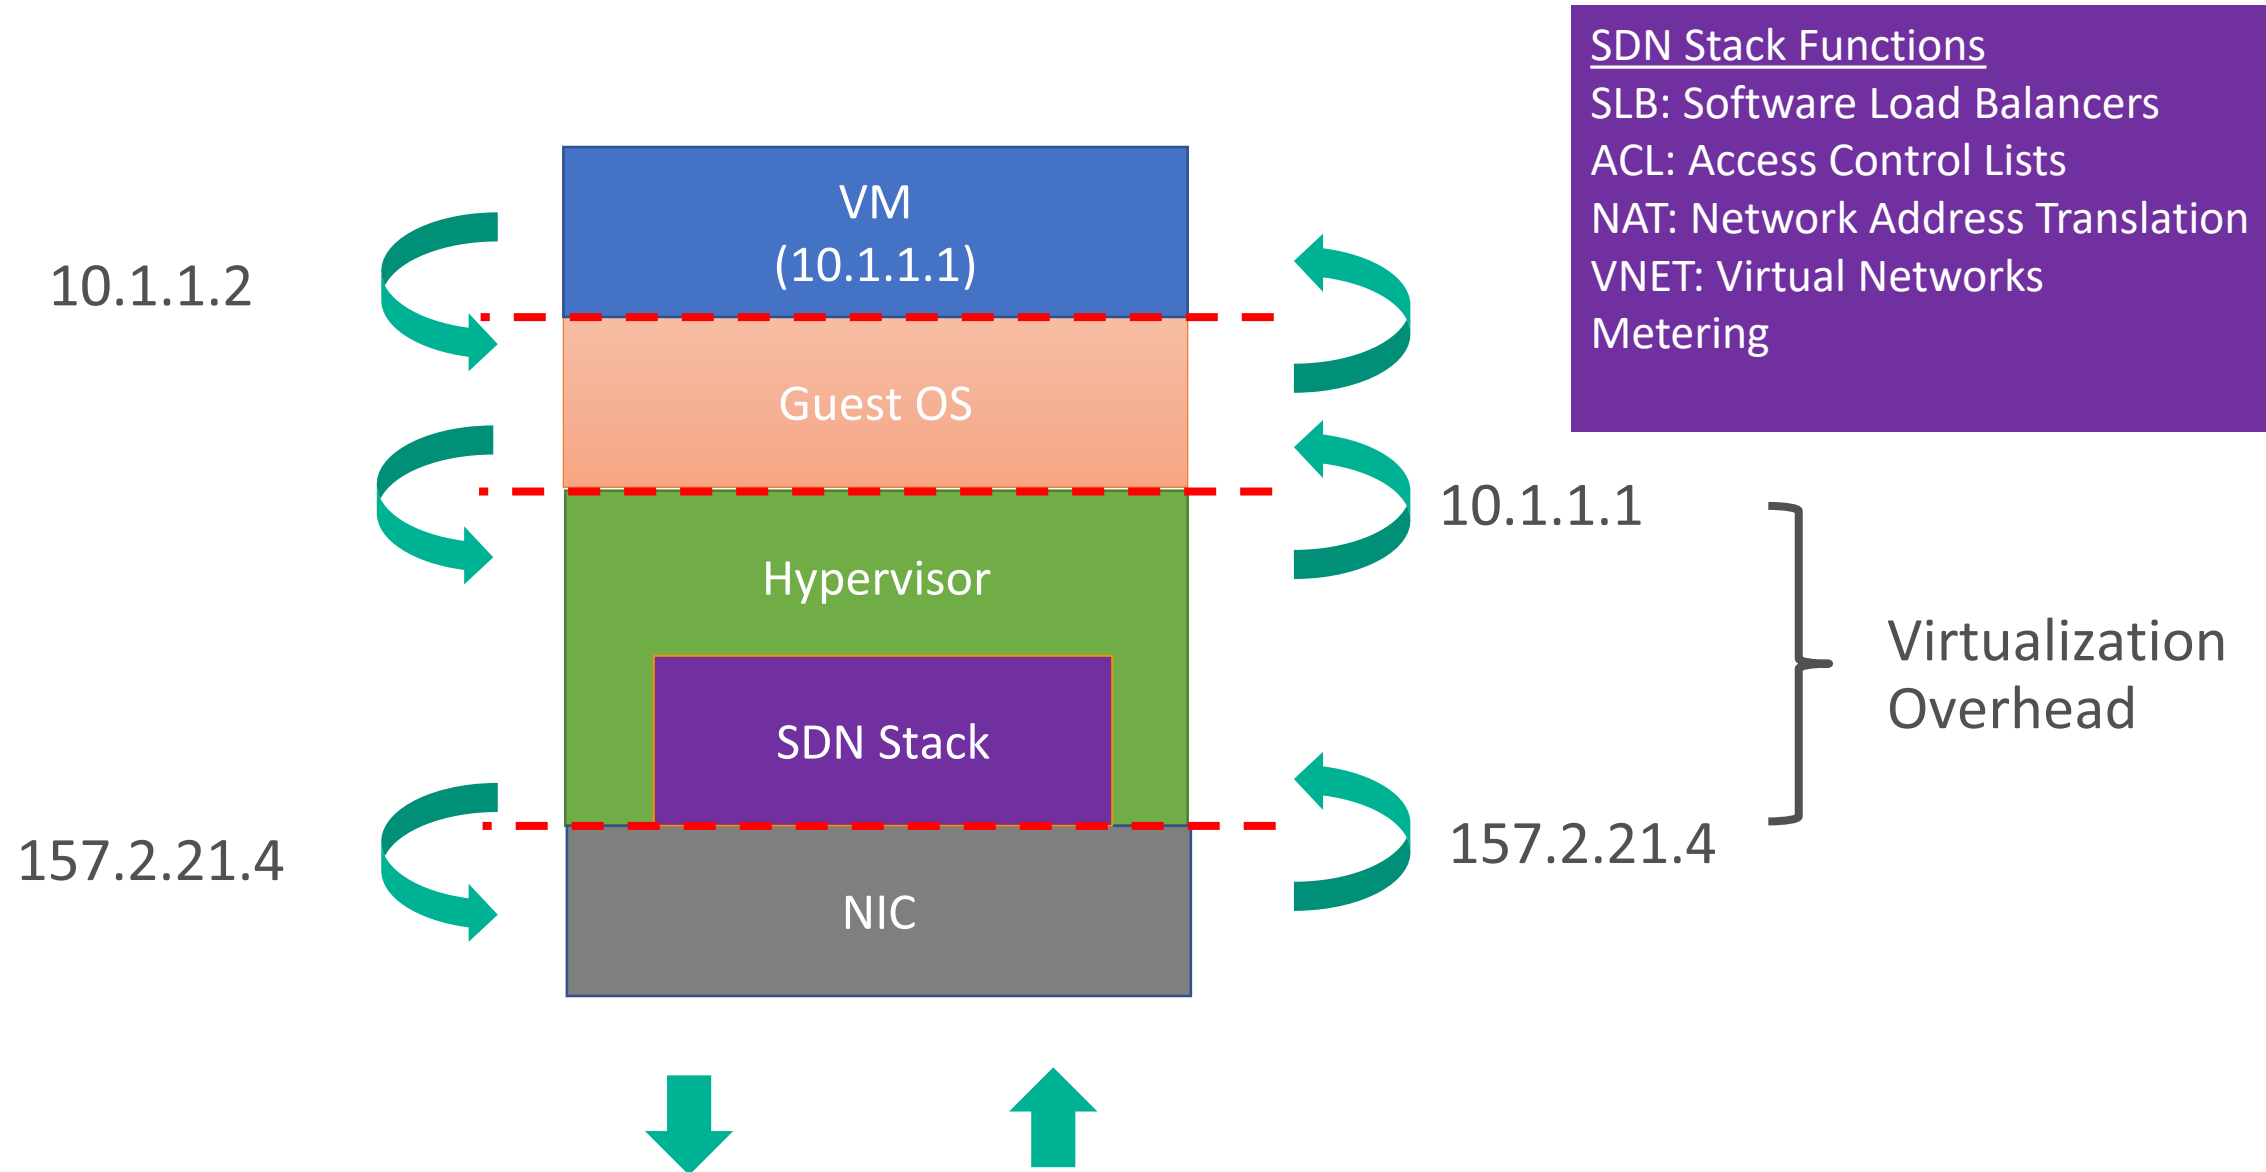 SDN Stack Functions
SLB: Software Load Balancers
ACL: Access Control Lists
NAT: Network Address Translation
VNET: Virtual Networks
Metering
VM
(10.1.1.1)
10.1.1.2
Guest OS
10.1.1.1
Hypervisor
Virtualization
Overhead
SDN Stack
157.2.21.4
157.2.21.4
NIC